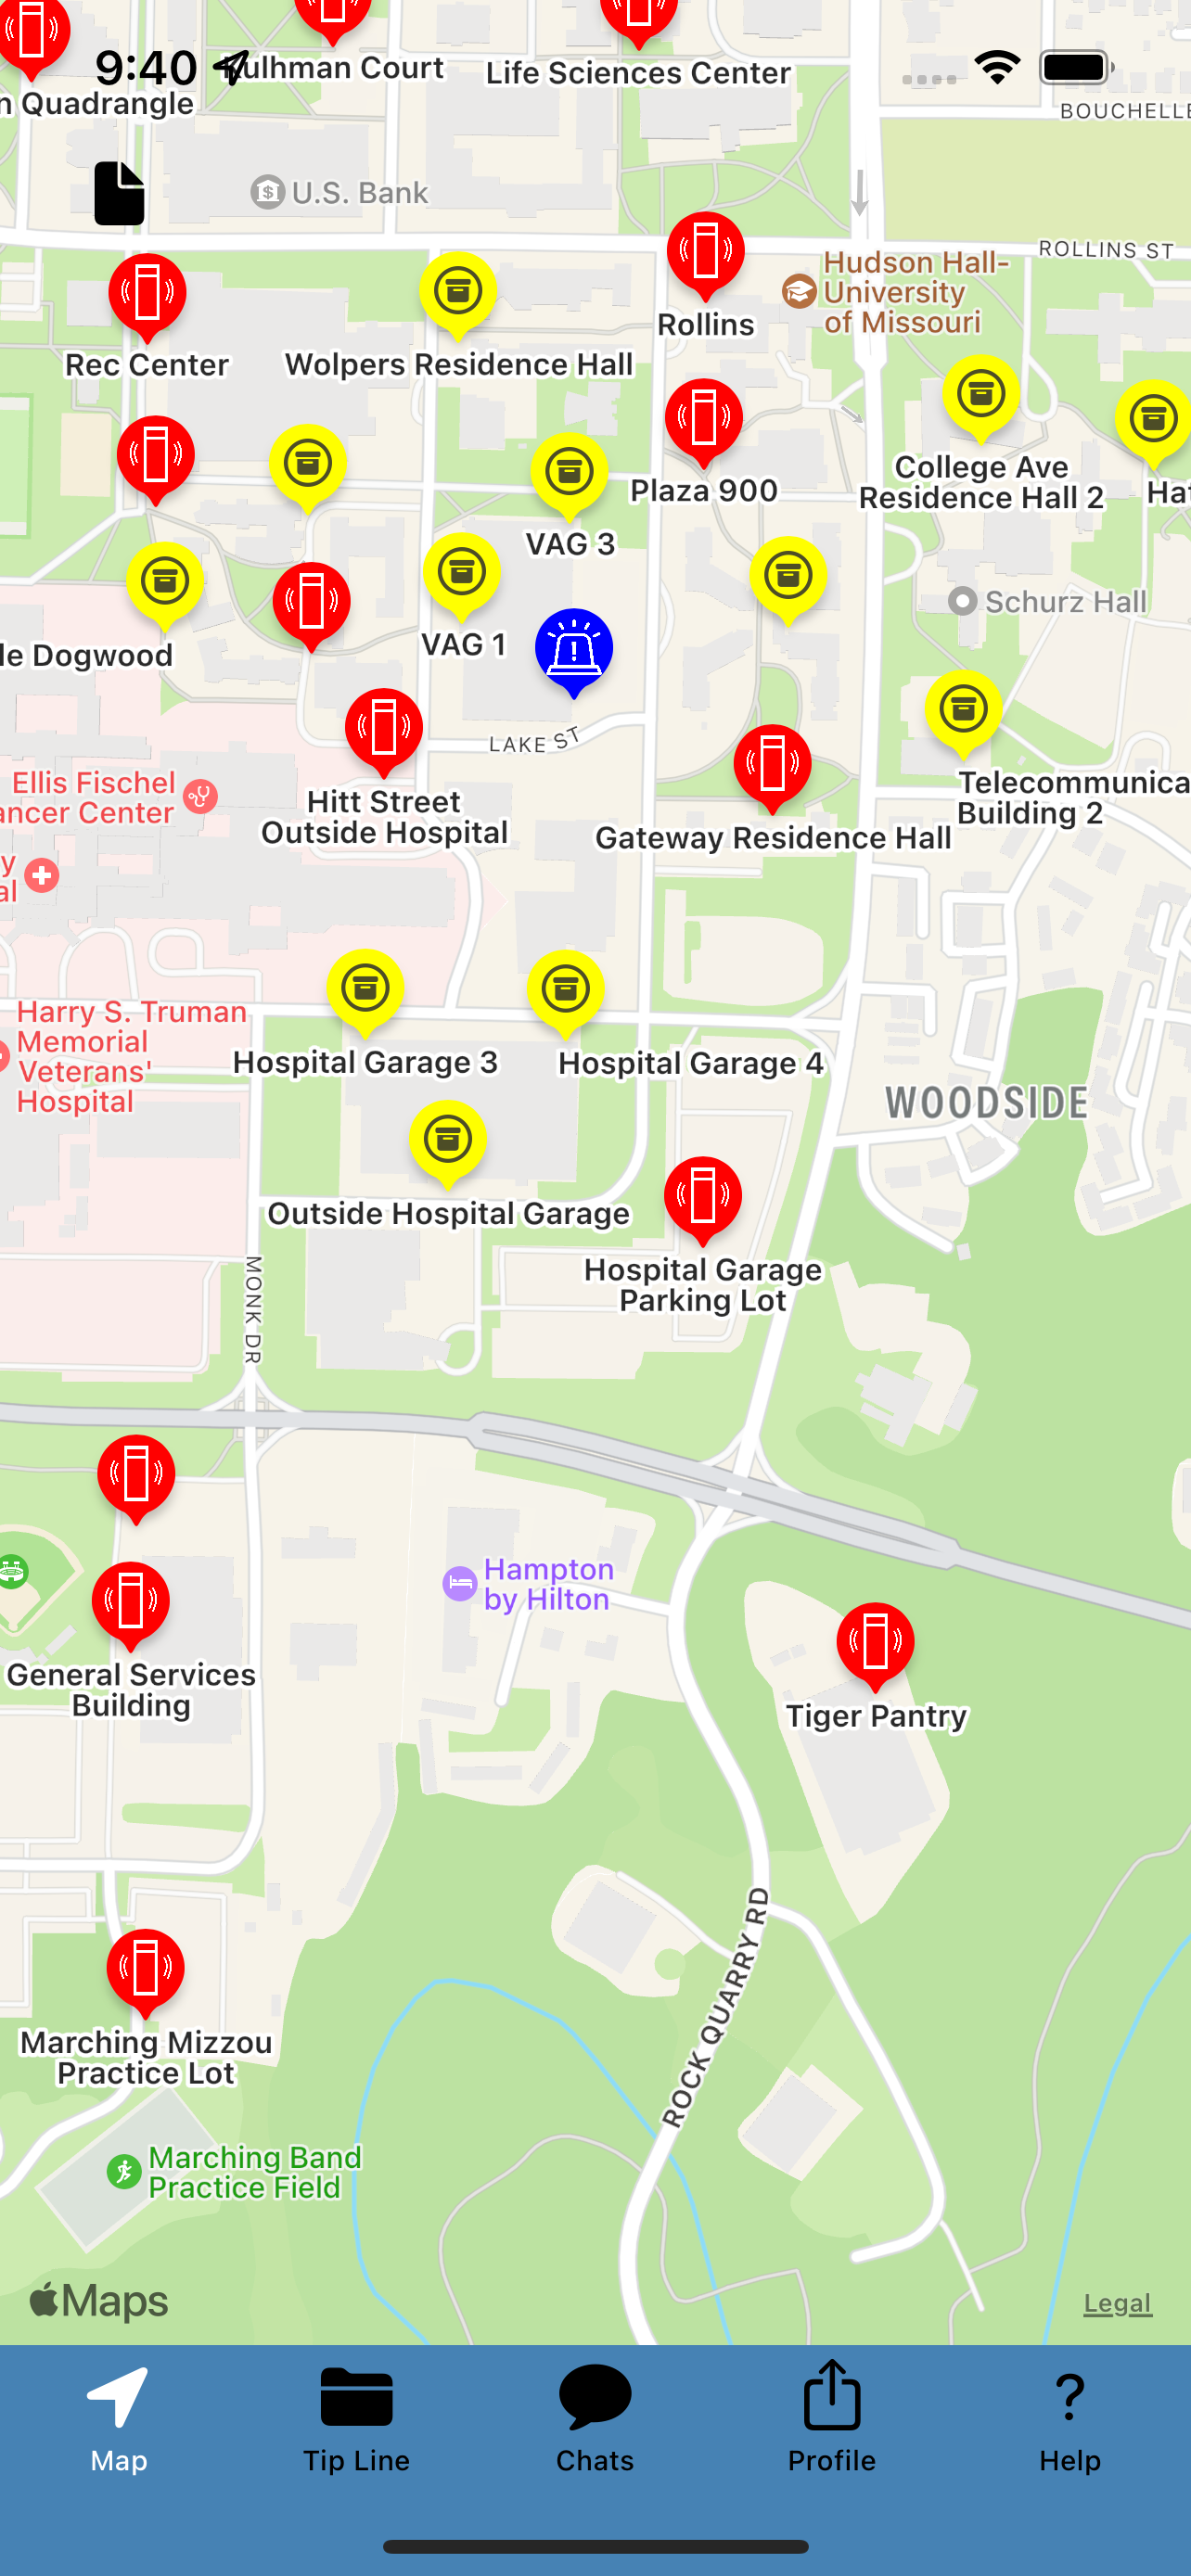 9:40
ulhman Court
Life Sciences Center
n Quadrangle
BOUCHELLE
U.S. Bank
ROLLINS ST
Hudson Hall-
University
of Missouri
Rollins
Rec Center
Wolpers Residence Hall
College Ave
Residence Hall 2
Plaza 900
VAG 3
Schurz Hall
VAG 1
le Dogwood
LAKE ST
Ellis Fischel
ancer Center
Telecommunica
Building 2
Hitt Street
Outside Hospital
Gateway Residence Hall
y
al
Harry S. Truman
Memorial
Veterans'
Hospital
Hospital Garage 3
Hospital Garage 4
WOODSIDE
Outside Hospital Garage
Hospital Garage
Parking Lot
MONK DR
Hampton
by Hilton
General Services
Building
Tiger Pantry
ROCK QUARRY RD
Marching Mizzou
Practice Lot
Marching Band
Practice Field
Maps
Legal
Map
Tip Line
Chats
Profile
Help